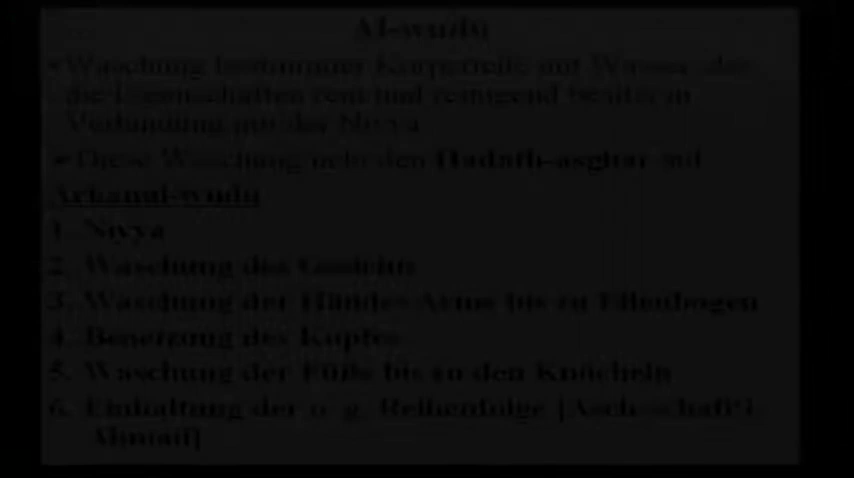 Al-wudu
•Waschung bestimmter Körperteile mit Wasser, das
die Eigenschaften rein und reinigend besitzt in
Verbindung mit der Niyya
•Diese Waschung hebt den Hadath-asghar auf
Arkanul-wudu
1. Niyya
2. Waschung des Gesichts
3. Waschung der Hände+Arme bis zu Ellenbogen
4. Benetzung des Kopfes
5. Waschung der Füße bis zu den Knöcheln
6. Einhaltung der o. g. Reihenfolge [Asch-schafi'i,
Ahmad]